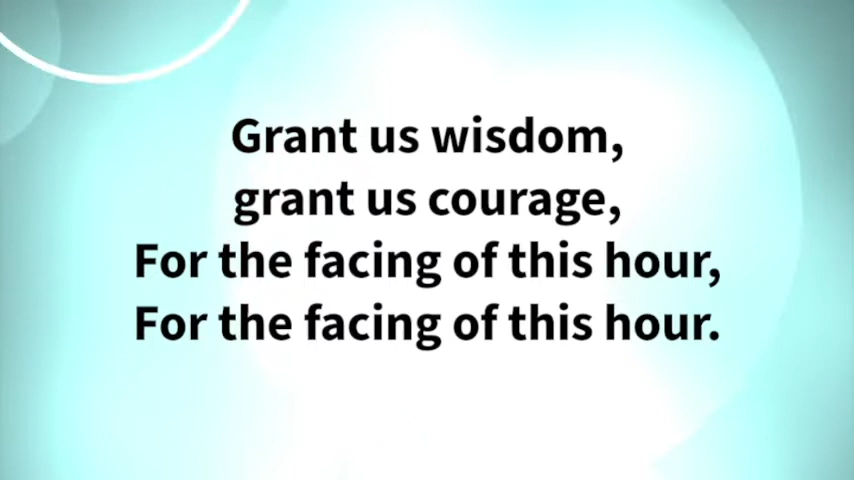 Grant us wisdom,
grant us courage,
For the facing of this hour,
For the facing of this hour.